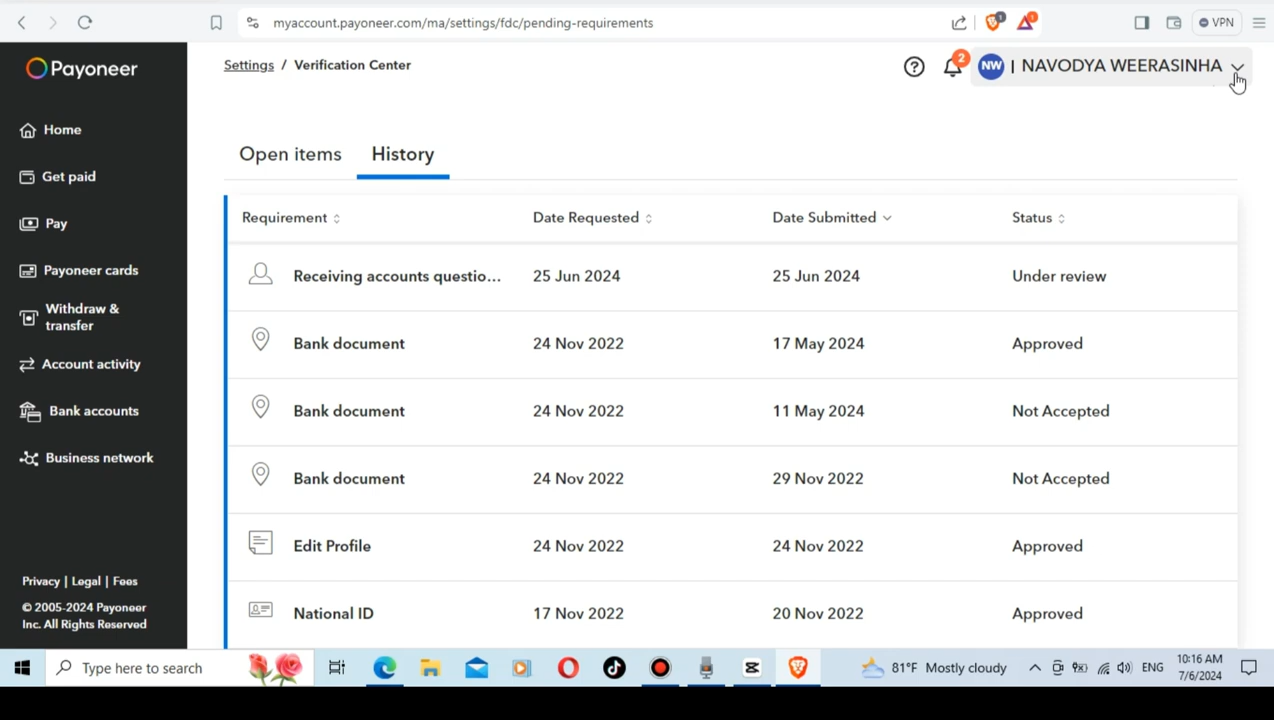 myaccount.payoneer.com/ma/settings/fdc/pending-requirements
1
1
VPN
Payoneer
Settings / Verification Center
2
NW | NAVODYA WEERASINHA
Home
Get paid
Pay
Payoneer cards
Withdraw &
transfer
Account activity
Bank accounts
Business network
Privacy | Legal | Fees
© 2005-2024 Payoneer
Inc. All Rights Reserved
Open items History
Requirement Date Requested Date Submitted Status
Receiving accounts questio... 25 Jun 2024 25 Jun 2024 Under review
Bank document 24 Nov 2022 17 May 2024 Approved
Bank document 24 Nov 2022 11 May 2024 Not Accepted
Bank document 24 Nov 2022 29 Nov 2022 Not Accepted
Edit Profile 24 Nov 2022 24 Nov 2022 Approved
National ID 17 Nov 2022 20 Nov 2022 Approved
Type here to search
81°F Mostly cloudy
ENG
10:16 AM
7/6/2024